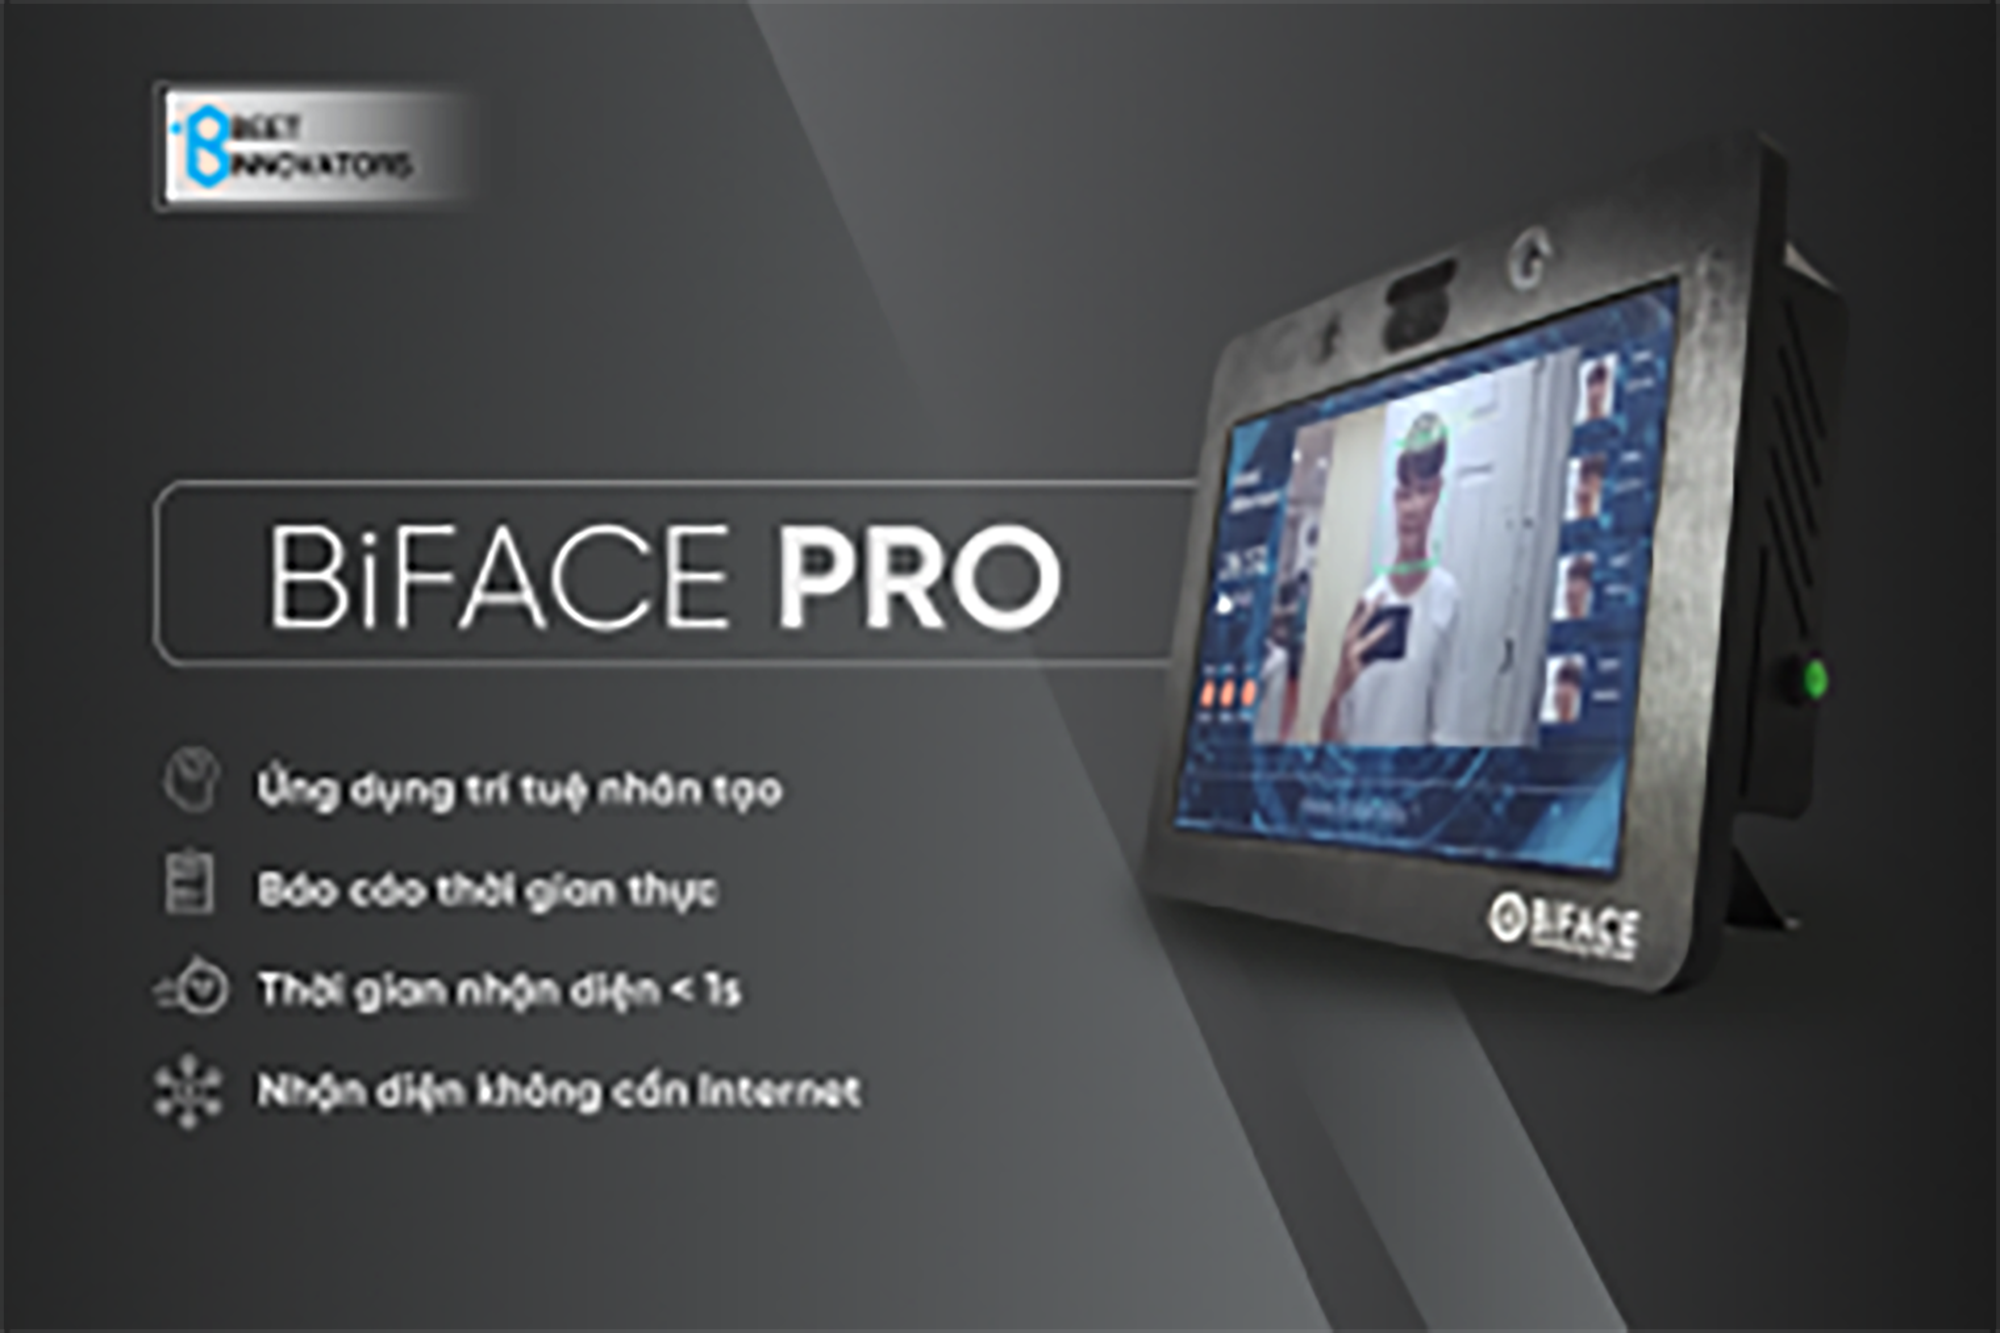 BEET
INNOVATORS
BiFACE PRO
Ứng dụng trí tuệ nhân tạo
Báo cáo thời gian thực
Thời gian nhận diện < 1s
Nhận diện không cần Internet
BiFACE